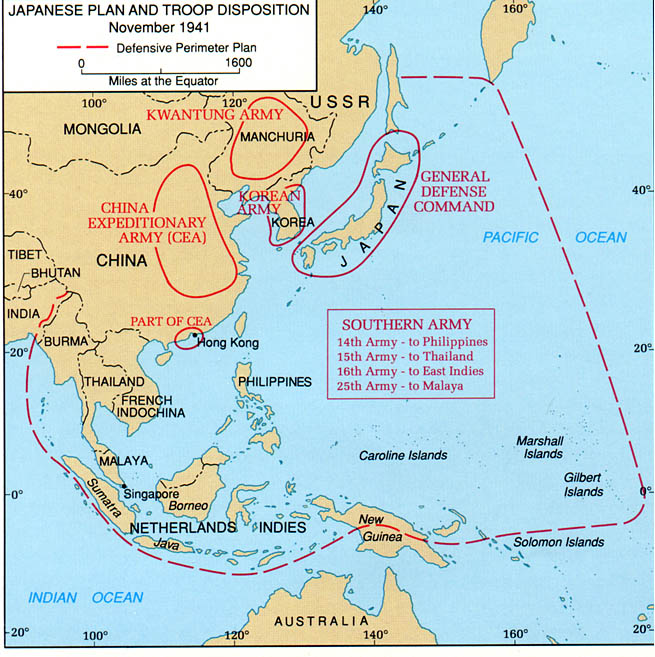 JAPANESE PLAN AND TROOP DISPOSITION
November 1941
Defensive Perimeter Plan
0 1600
Miles at the Equator
140°
160°
100°
120°
USSR
KWANTUNG ARMY
MONGOLIA
MANCHURIA
40°
40°
KOREAN
ARMY
KOREA
GENERAL
DEFENSE
COMMAND
JAPAN
CHINA
EXPEDITIONARY
ARMY (CEA)
CHINA
PACIFIC OCEAN
TIBET
BHUTAN
INDIA
BURMA
PART OF CEA
Hong Kong
20°
20°
SOUTHERN ARMY
14th Army - to Philippines
15th Army - to Thailand
16th Army - to East Indies
25th Army - to Malaya
THAILAND
FRENCH
INDOCHINA
PHILIPPINES
Caroline Islands
Marshall
Islands
Gilbert
Islands
MALAYA
Singapore
0°
0°
Sumatra
Borneo
NETHERLANDS INDIES
Java
New
Guinea
Solomon Islands
INDIAN OCEAN
AUSTRALIA
20°
100°
120°
140°
160°
20°